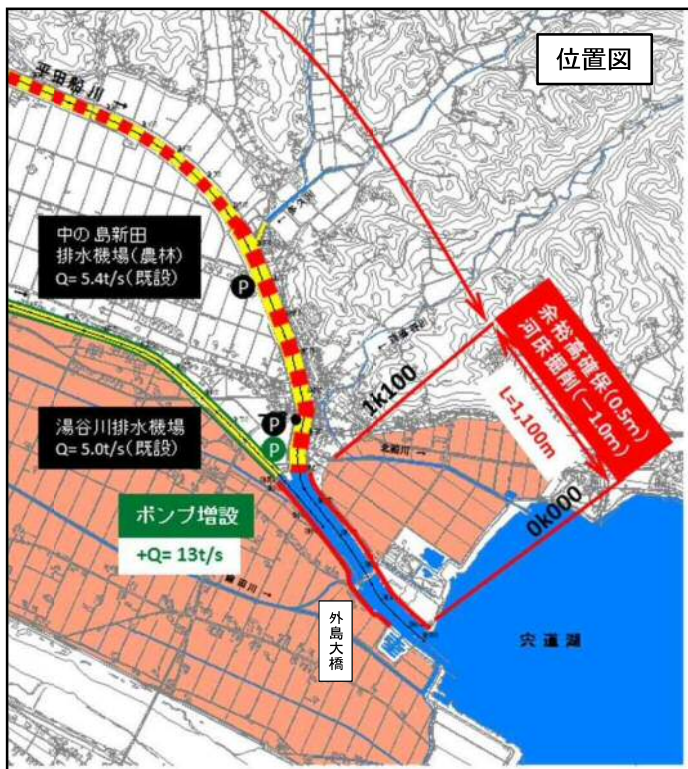 位置図
平田船川
中の島新田
排水機場(農林)
Q= 5.4t/s(既設)
P
余裕高確保(0.5m)
河床掘削(－1.0m)
L=1,100m
1k100
0k000
湯谷川排水機場
Q= 5.0t/s(既設)
P
P
ポンプ増設
+Q= 13t/s
外島大橋
宍道湖